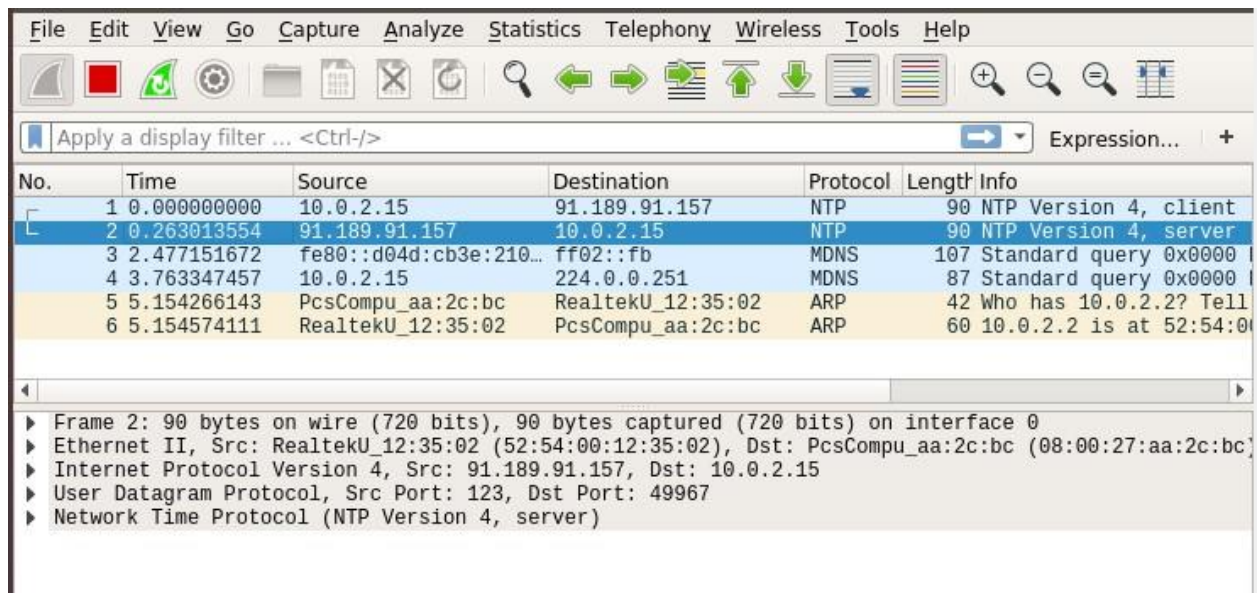 File Edit View Go Capture Analyze Statistics Telephony Wireless Tools Help
Apply a display filter ... <Ctrl-/> Expression... +
No. Time Source Destination Protocol Length Info
1 0.000000000 10.0.2.15 91.189.91.157 NTP 90 NTP Version 4, client
2 0.263013554 91.189.91.157 10.0.2.15 NTP 90 NTP Version 4, server
3 2.477151672 fe80::d04d:cb3e:210… ff02::fb MDNS 107 Standard query 0x0000
4 3.763347457 10.0.2.15 224.0.0.251 MDNS 87 Standard query 0x0000
5 5.154266143 PcsCompu_aa:2c:bc RealtekU_12:35:02 ARP 42 Who has 10.0.2.2? Tell
6 5.154574111 RealtekU_12:35:02 PcsCompu_aa:2c:bc ARP 60 10.0.2.2 is at 52:54:0
Frame 2: 90 bytes on wire (720 bits), 90 bytes captured (720 bits) on interface 0
Ethernet II, Src: RealtekU_12:35:02 (52:54:00:12:35:02), Dst: PcsCompu_aa:2c:bc (08:00:27:aa:2c:bc)
Internet Protocol Version 4, Src: 91.189.91.157, Dst: 10.0.2.15
User Datagram Protocol, Src Port: 123, Dst Port: 49967
Network Time Protocol (NTP Version 4, server)